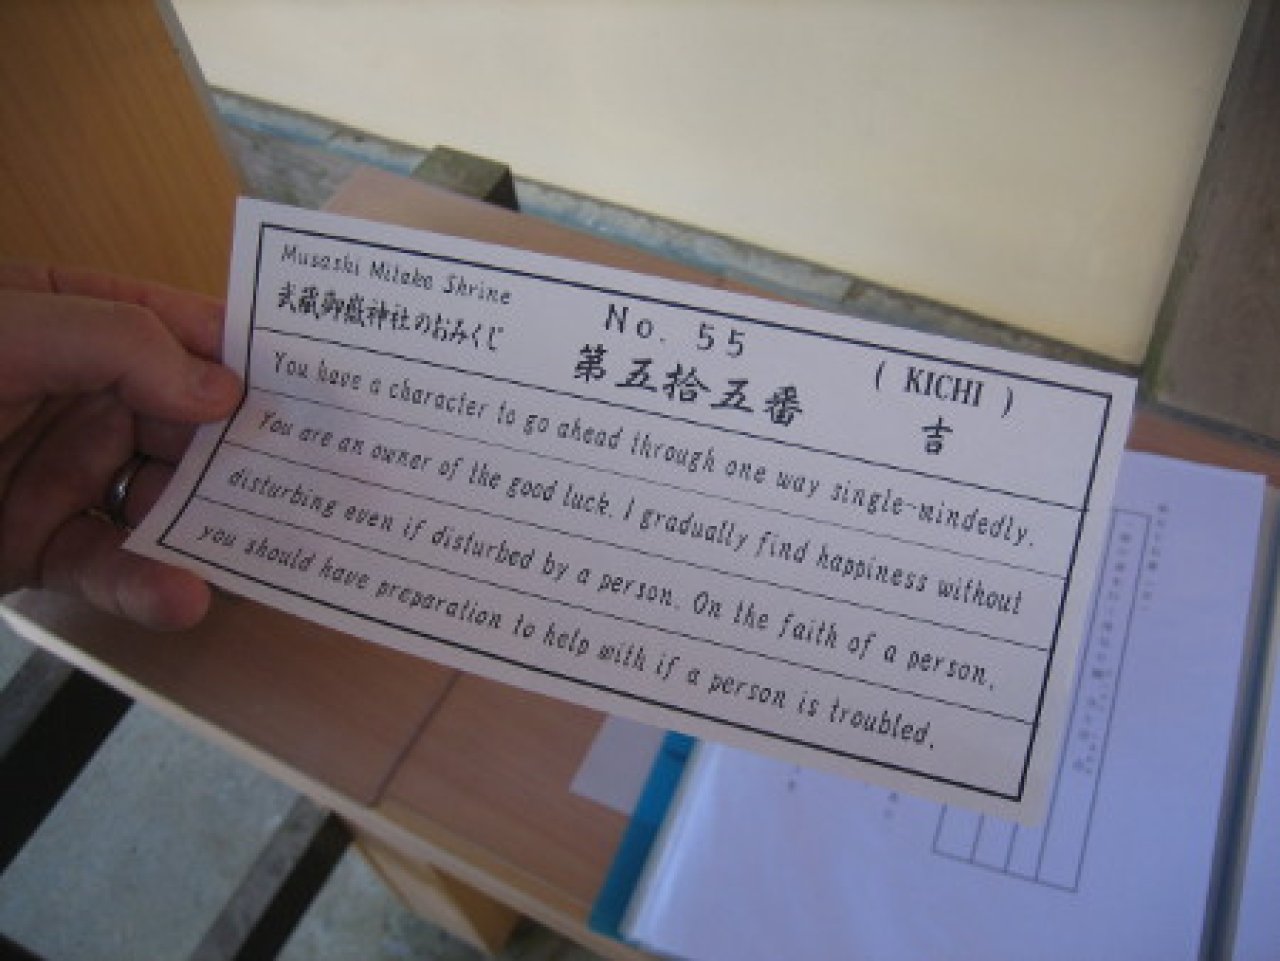 Musashi Mitake Shrine
武蔵御嶽神社のおみくじ
No. 55
第五拾五番
( KICHI )
吉
You have a character to go ahead through one way single-mindedly.
You are an owner of the good luck. I gradually find happiness without
disturbing even if disturbed by a person. On the faith of a person,
you should have preparation to help with if a person is troubled.